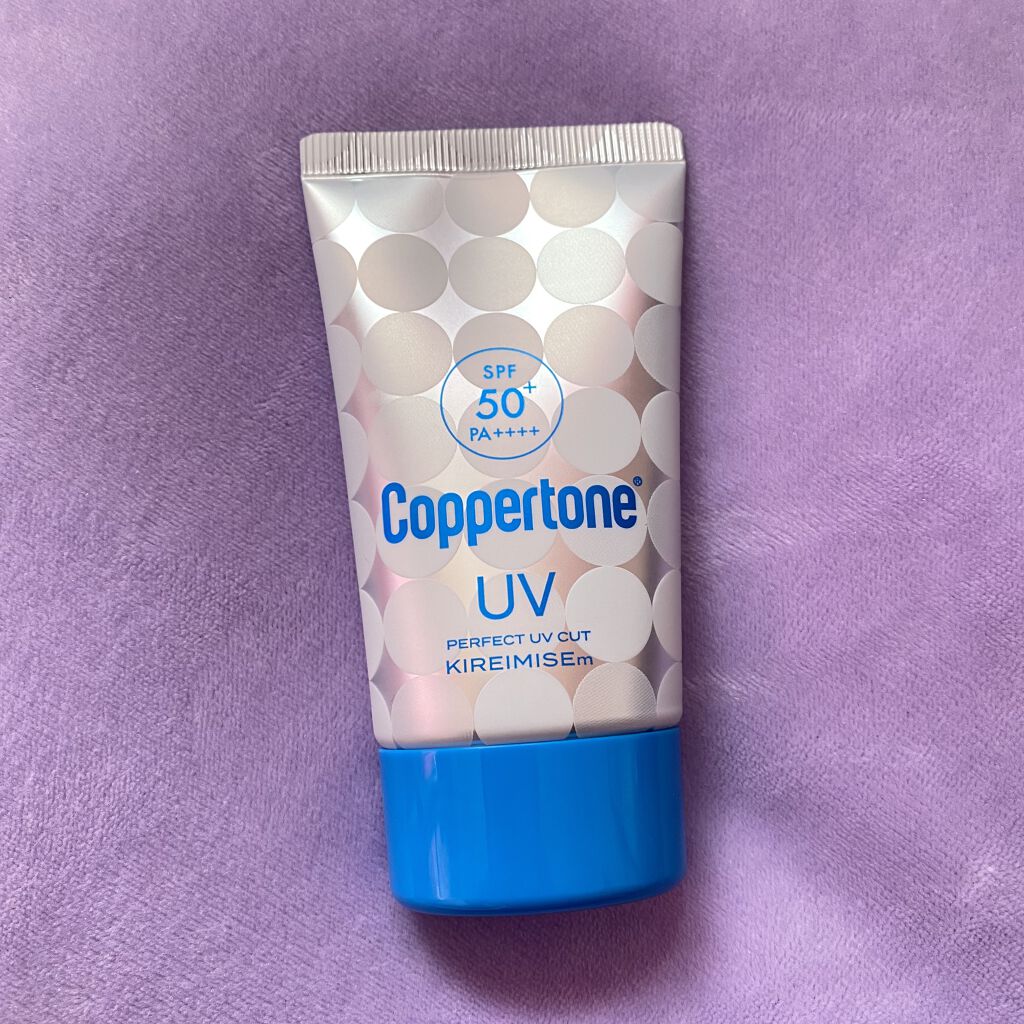 SPF
50+
PA++++
Coppertone®
UV
PERFECT UV CUT
KIREIMISEm